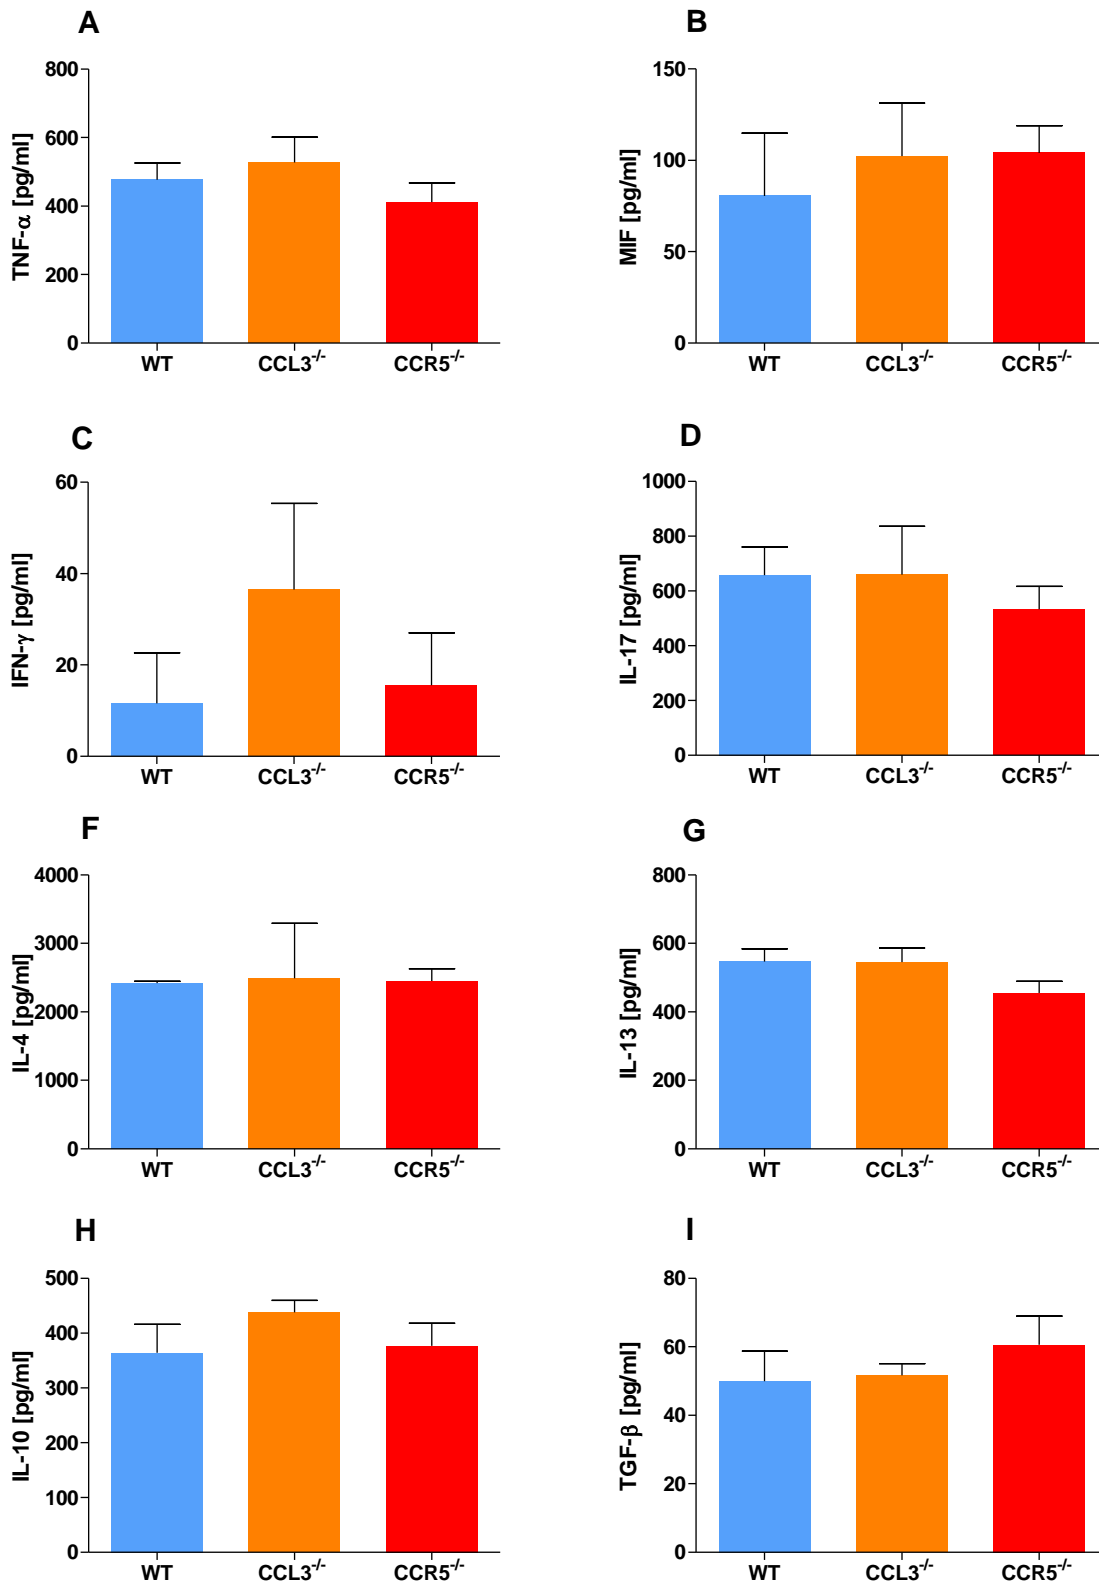 A
TNF-α [pg/ml]
800
600
400
200
0
WT CCL3-/- CCR5-/-
B
MIF [pg/ml]
150
100
50
0
WT CCL3-/- CCR5-/-
C
IFN-γ [pg/ml]
60
40
20
0
WT CCL3-/- CCR5-/-
D
IL-17 [pg/ml]
1000
800
600
400
200
0
WT CCL3-/- CCR5-/-
F
IL-4 [pg/ml]
4000
3000
2000
1000
0
WT CCL3-/- CCR5-/-
G
IL-13 [pg/ml]
800
600
400
200
0
WT CCL3-/- CCR5-/-
H
IL-10 [pg/ml]
500
400
300
200
100
0
WT CCL3-/- CCR5-/-
I
TGF-β [pg/ml]
80
60
40
20
0
WT CCL3-/- CCR5-/-